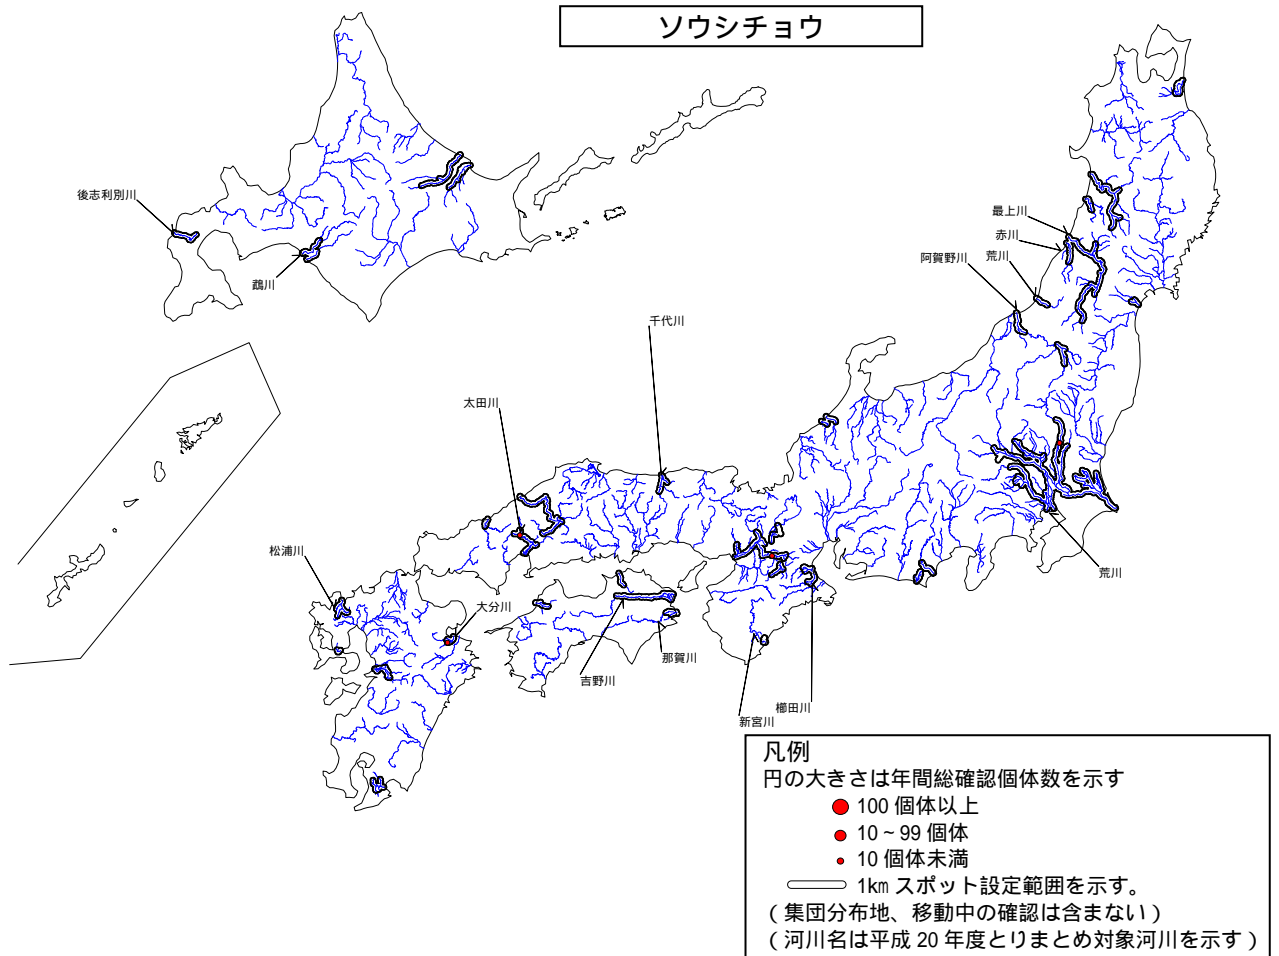 ソウシチョウ
後志利別川
鵡川
最上川
赤川
荒川
阿賀野川
千代川
太田川
松浦川
大分川
荒川
那賀川
吉野川
櫛田川
新宮川
凡例
円の大きさは年間総確認個体数を示す
100 個体以上
10 ~ 99 個体
10 個体未満
1km スポット設定範囲を示す。
( 集団分布地、移動中の確認は含まない )
( 河川名は平成 20 年度とりまとめ対象河川を示す )